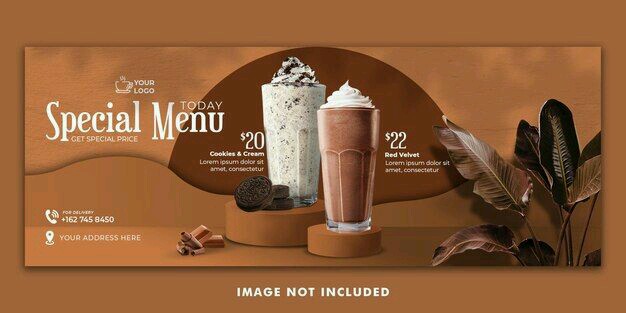 YOUR
LOGO
TODAY
Special Menu
GET SPECIAL PRICE
$20
Cookies & Cream
Lorem ipsum dolor sit
amet, consectetur
$22
Red Velvet
Lorem ipsum dolor sit
amet, consectetur
FOR DELIVERY
+162 745 8450
YOUR ADDRESS HERE
IMAGE NOT INCLUDED